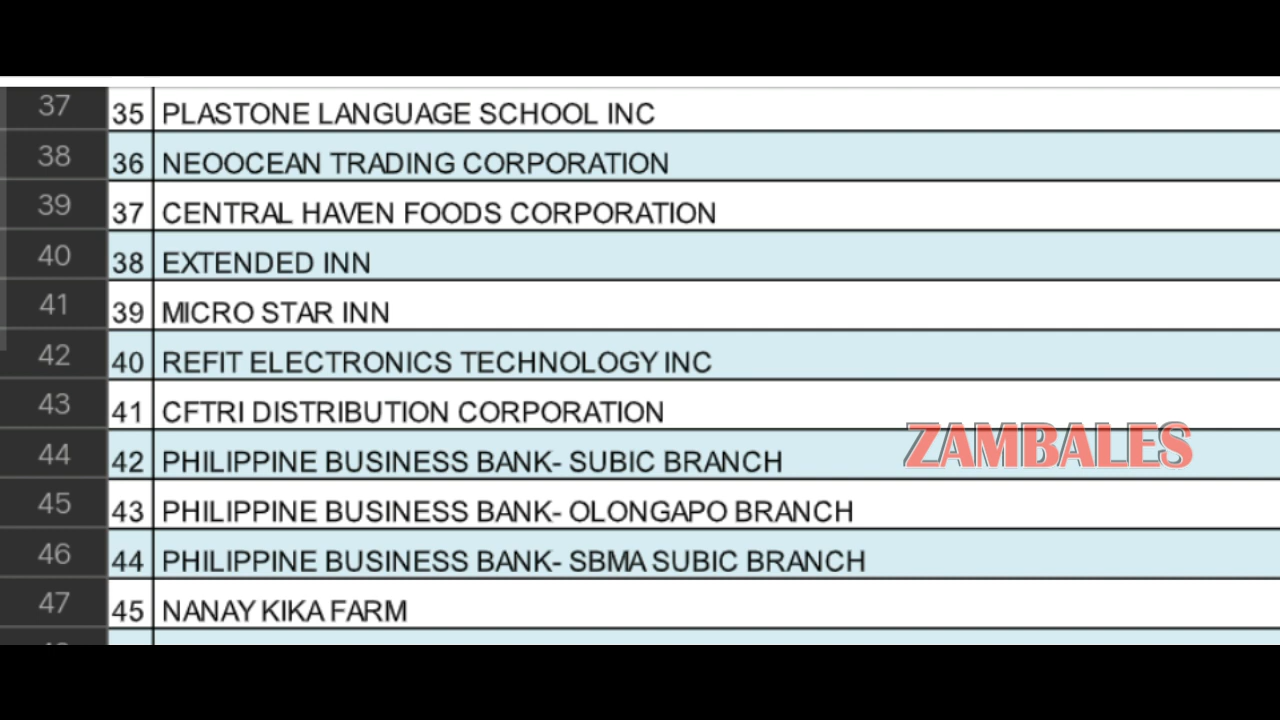 37 35 PLASTONE LANGUAGE SCHOOL INC
38 36 NEOOCEAN TRADING CORPORATION
39 37 CENTRAL HAVEN FOODS CORPORATION
40 38 EXTENDED INN
41 39 MICRO STAR INN
42 40 REFIT ELECTRONICS TECHNOLOGY INC
43 41 CFTRI DISTRIBUTION CORPORATION
ZAMBALES
44 42 PHILIPPINE BUSINESS BANK- SUBIC BRANCH
45 43 PHILIPPINE BUSINESS BANK- OLONGAPO BRANCH
46 44 PHILIPPINE BUSINESS BANK- SBMA SUBIC BRANCH
47 45 NANAY KIKA FARM